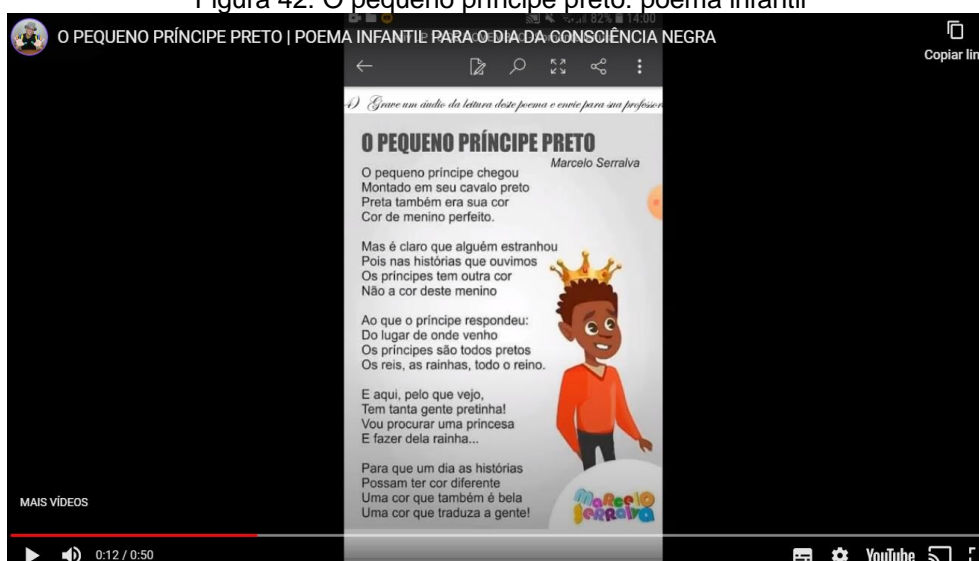 Figura 42: O pequeno príncipe preto: poema infantil
82% 14:00
O PEQUENO PRÍNCIPE PRETO | POEMA INFANTIL PARA O DIA DA CONSCIÊNCIA NEGRA
Copiar lin
4) Grave um áudio da leitura deste poema e envie para sua professor
O PEQUENO PRÍNCIPE PRETO
Marcelo Serralva
O pequeno príncipe chegou
Montado em seu cavalo preto
Preta também era sua cor
Cor de menino perfeito.
Mas é claro que alguém estranhou
Pois nas histórias que ouvimos
Os príncipes tem outra cor
Não a cor deste menino
Ao que o príncipe respondeu:
Do lugar de onde venho
Os príncipes são todos pretos
Os reis, as rainhas, todo o reino.
E aqui, pelo que vejo,
Tem tanta gente pretinha!
Vou procurar uma princesa
E fazer dela rainha...
Para que um dia as histórias
Possam ter cor diferente
Uma cor que também é bela
Uma cor que traduza a gente!
Marcelo
Serralva
MAIS VÍDEOS
0:12 / 0:50
YouTube